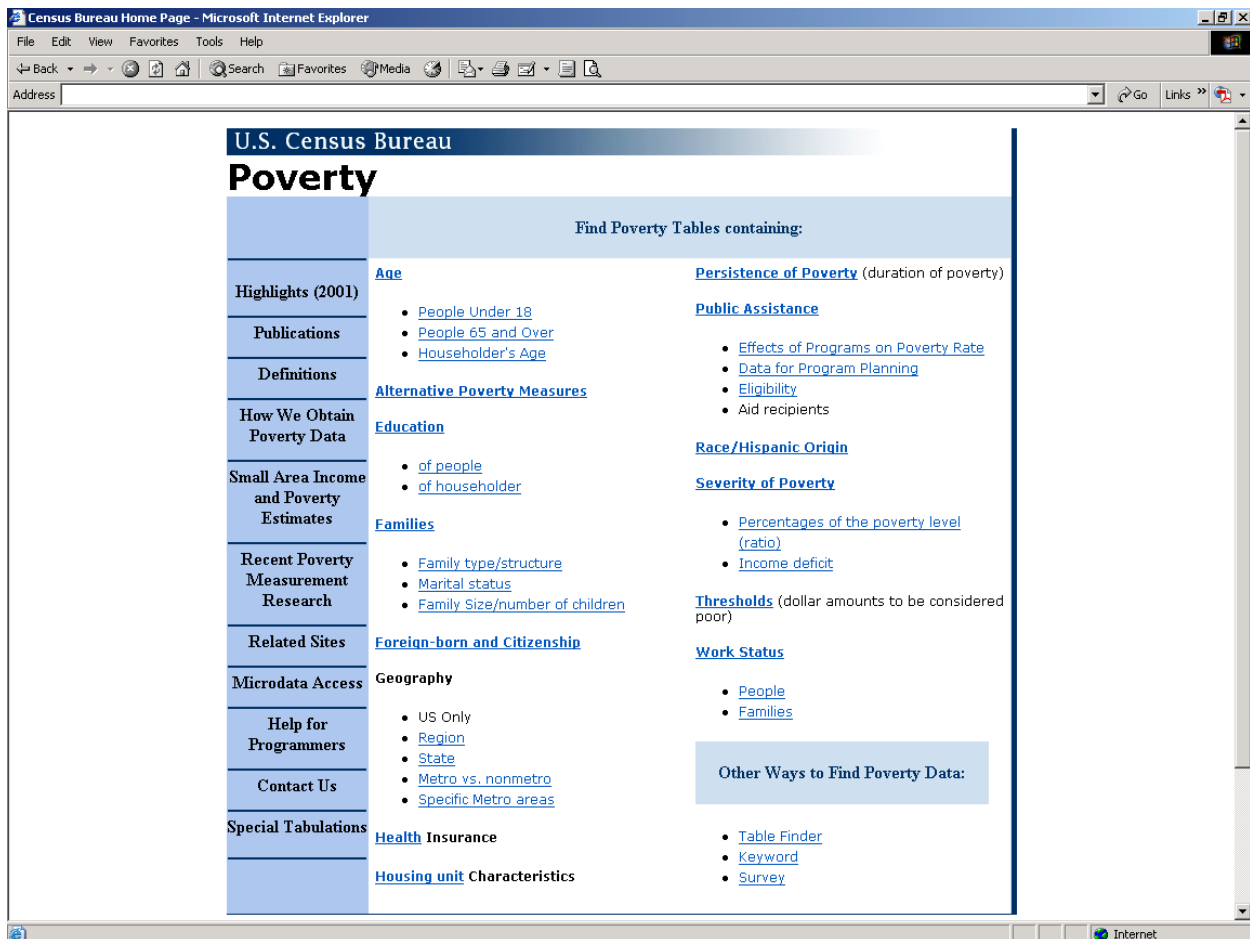 Census Bureau Home Page - Microsoft Internet Explorer
File Edit View Favorites Tools Help
Back Search Favorites Media
Address Go Links »
U.S. Census Bureau
Poverty
Find Poverty Tables containing:
Highlights (2001)
Publications
Definitions
How We Obtain
Poverty Data
Small Area Income
and Poverty
Estimates
Recent Poverty
Measurement
Research
Related Sites
Microdata Access
Help for
Programmers
Contact Us
Special Tabulations
Age
• People Under 18
• People 65 and Over
• Householder's Age
Alternative Poverty Measures
Education
• of people
• of householder
Families
• Family type/structure
• Marital status
• Family Size/number of children
Foreign-born and Citizenship
Geography
• US Only
• Region
• State
• Metro vs. nonmetro
• Specific Metro areas
Health Insurance
Housing unit Characteristics
Persistence of Poverty (duration of poverty)
Public Assistance
• Effects of Programs on Poverty Rate
• Data for Program Planning
• Eligibility
• Aid recipients
Race/Hispanic Origin
Severity of Poverty
• Percentages of the poverty level
(ratio)
• Income deficit
Thresholds (dollar amounts to be considered
poor)
Work Status
• People
• Families
Other Ways to Find Poverty Data:
• Table Finder
• Keyword
• Survey
Internet